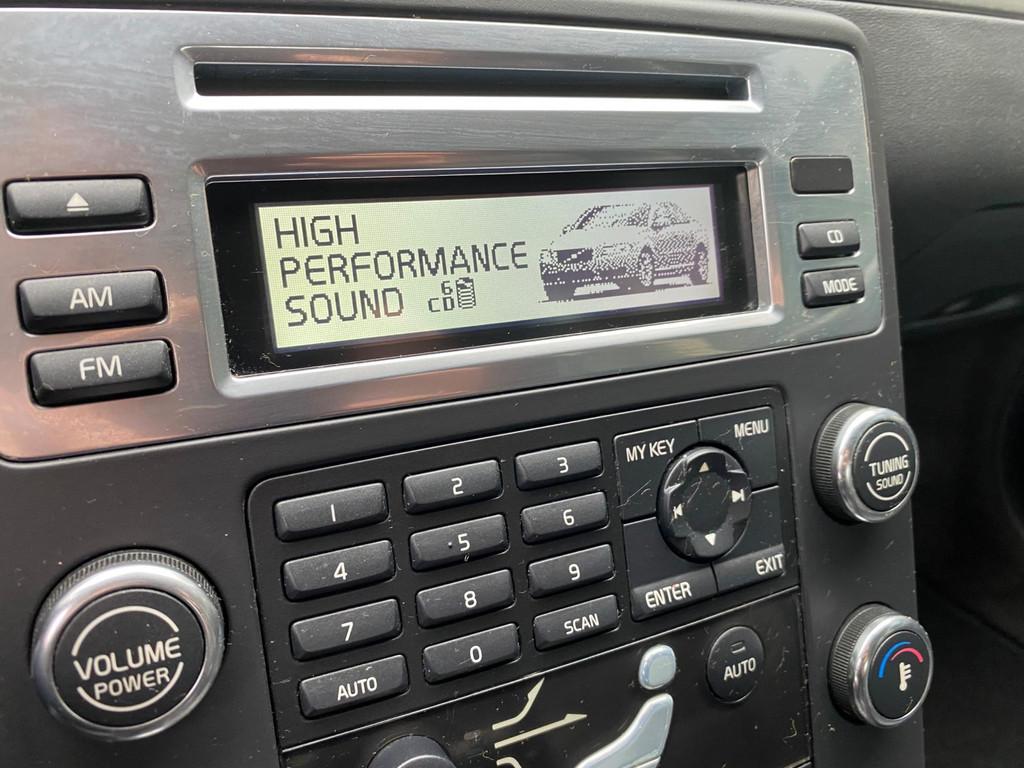 HIGH
PERFORMANCE
SOUND
6
CD
AM
FM
CD
MODE
1
2
3
4
5
6
7
8
9
AUTO
0
SCAN
MY KEY
MENU
ENTER
EXIT
TUNING
SOUND
VOLUME
POWER
AUTO